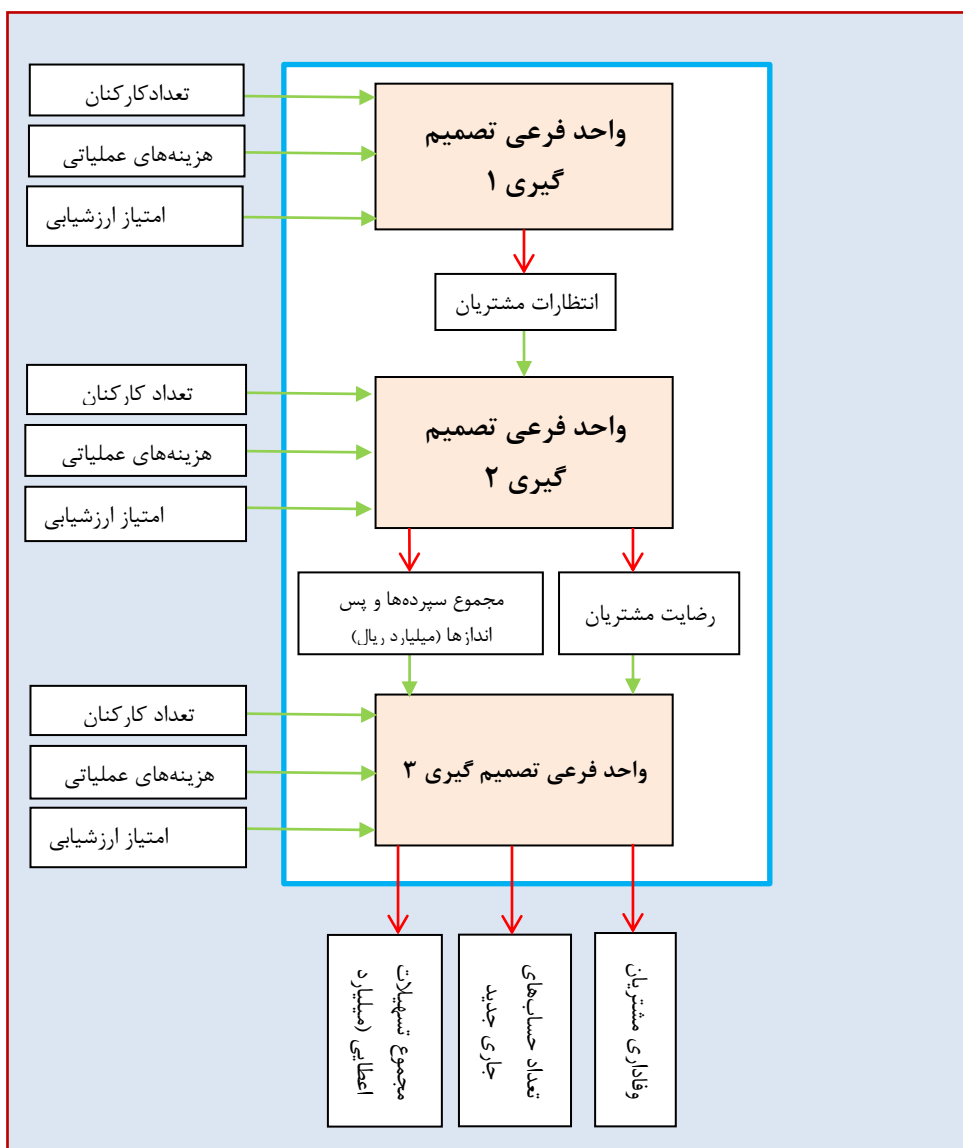 تعدادکارکنان
هزینه‌های عملیاتی
امتیاز ارزشیابی
واحد فرعی تصمیم
گیری ۱
انتظارات مشتریان
تعداد کارکنان
هزینه‌های عملیاتی
امتیاز ارزشیابی
واحد فرعی تصمیم
گیری ۲
رضایت مشتریان
مجموع سپرده‌ها و پس
اندازها (میلیارد ریال)
تعداد کارکنان
هزینه‌های عملیاتی
امتیاز ارزشیابی
واحد فرعی تصمیم گیری ۳
وفاداری مشتریان
تعداد حساب‌های
جاری جدید
مجموع تسهیلات
اعطایی (میلیارد